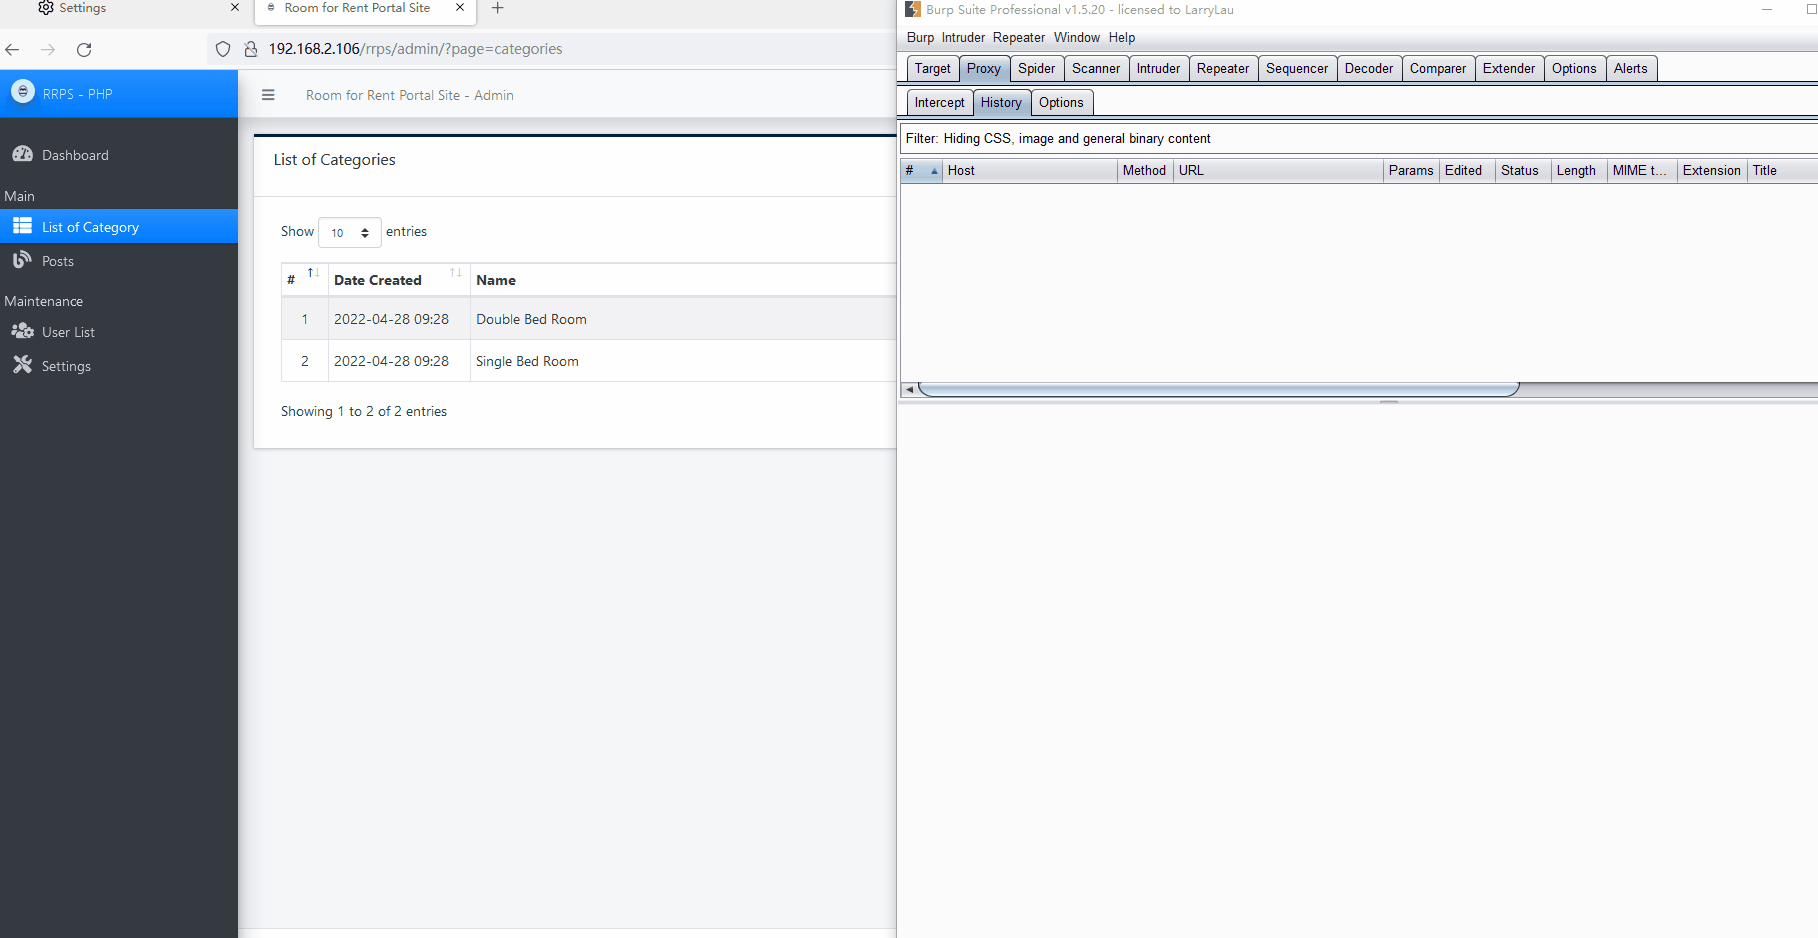 Settings
Room for Rent Portal Site
192.168.2.106/rrps/admin/?page=categories
RRPS - PHP
Room for Rent Portal Site - Admin
Dashboard
Main
List of Category
Posts
Maintenance
User List
Settings
List of Categories
Show 10 entries
# Date Created Name
1 2022-04-28 09:28 Double Bed Room
2 2022-04-28 09:28 Single Bed Room
Showing 1 to 2 of 2 entries
Burp Suite Professional v1.5.20 - licensed to LarryLau
Burp Intruder Repeater Window Help
Target Proxy Spider Scanner Intruder Repeater Sequencer Decoder Comparer Extender Options Alerts
Intercept History Options
Filter: Hiding CSS, image and general binary content
# Host Method URL Params Edited Status Length MIME t... Extension Title